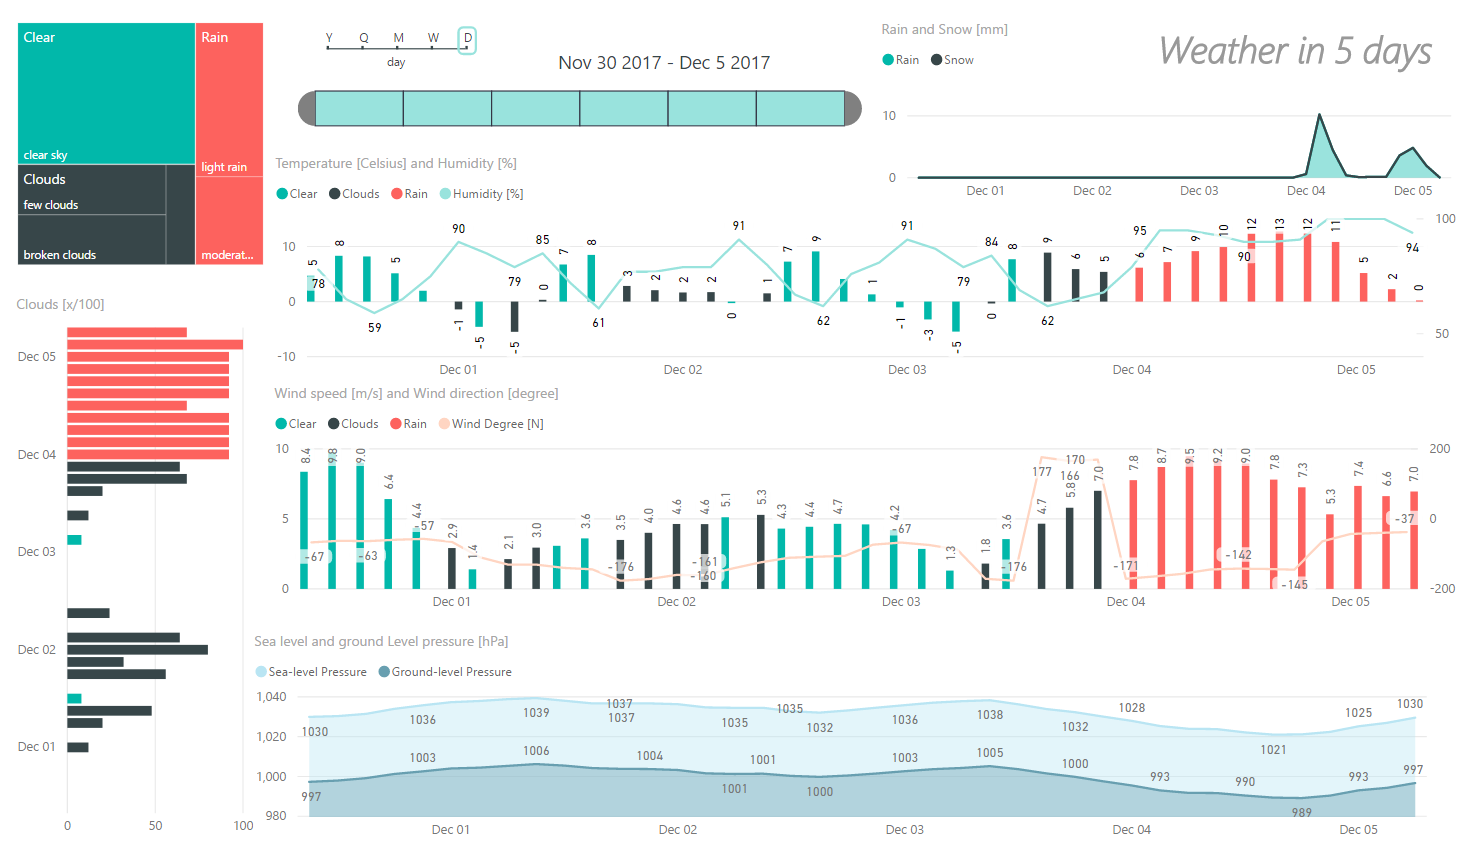 Clear
Rain
clear sky
light rain
Clouds
few clouds
broken clouds
moderat...
Y Q M W D
day
Nov 30 2017 - Dec 5 2017
Rain and Snow [mm]
Rain Snow
Weather in 5 days
10
0
Dec 01 Dec 02 Dec 03 Dec 04 Dec 05
Temperature [Celsius] and Humidity [%]
Clear Clouds Rain Humidity [%]
10
0
-10
100
50
5 8 5 -1 -5 -5 0 7 8 3 2 2 2 0 1 7 9 1 -1 -3 -5 0 8 9 6 5 6 7 9 10 12 13 12 11 5 2 0
78 59 90 79 85 61 91 62 91 79 84 62 95 90 94
Dec 01 Dec 02 Dec 03 Dec 04 Dec 05
Clouds [x/100]
Dec 05
Dec 04
Dec 03
Dec 02
Dec 01
0 50 100
Wind speed [m/s] and Wind direction [degree]
Clear Clouds Rain Wind Degree [N]
10
5
0
200
0
-200
8.4 9.8 9.0 6.4 4.4 2.9 1.4 2.1 3.0 3.6 3.5 4.0 4.6 4.6 5.1 5.3 4.3 4.4 4.7 4.2 1.3 1.8 3.6 4.7 5.8 7.0 7.8 8.7 9.5 9.2 9.0 7.8 7.3 5.3 7.4 6.6 7.0
-67 -63 -57 -176 -160 -161 -67 -176 177 166 170 -171 -142 -145 -37
Dec 01 Dec 02 Dec 03 Dec 04 Dec 05
Sea level and ground Level pressure [hPa]
Sea-level Pressure Ground-level Pressure
1,040
1,020
1,000
980
1030 1036 1039 1037 1037 1035 1035 1032 1036 1038 1032 1028 1021 1025 1030
997 1003 1006 1004 1001 1001 1000 1003 1005 1000 993 990 989 993 997
Dec 01 Dec 02 Dec 03 Dec 04 Dec 05